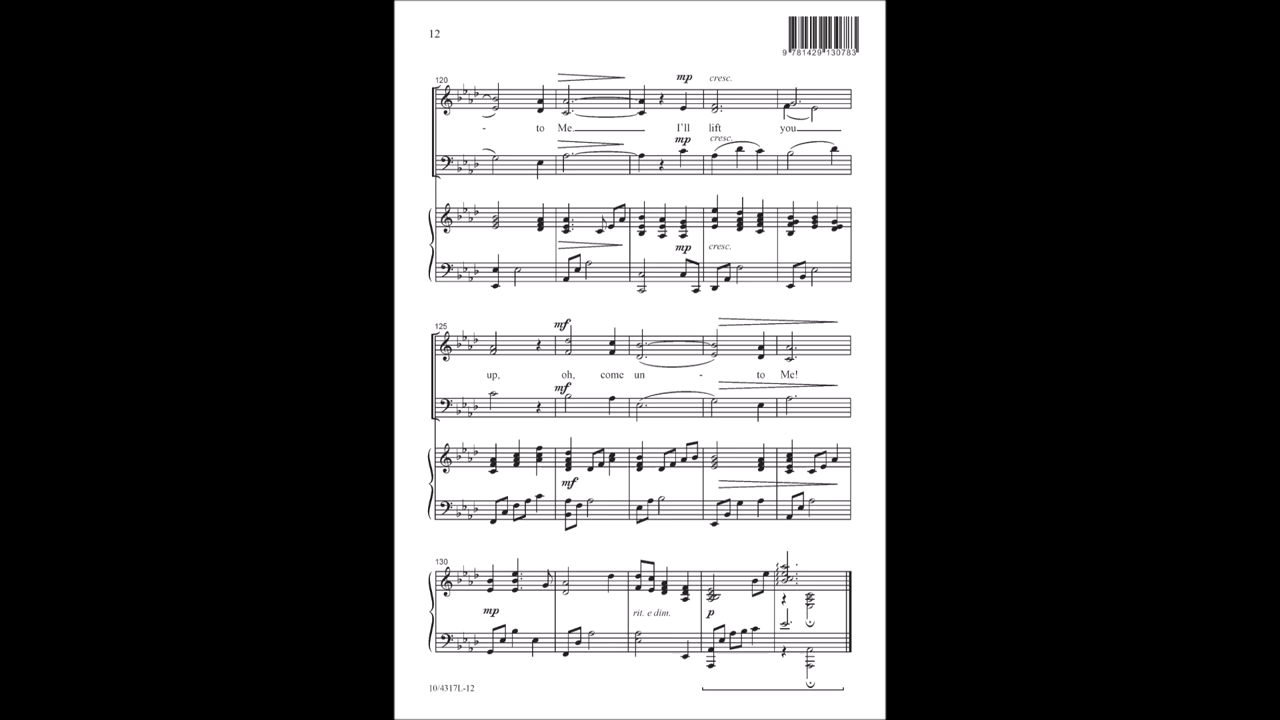 12
9 781429 130783
120
mp cresc.
- to Me. I'll lift you
mp cresc.
mp cresc.
125
mf
up, oh, come un - to Me!
mf
mf
130
mp rit. e dim. p
10/4317L-12